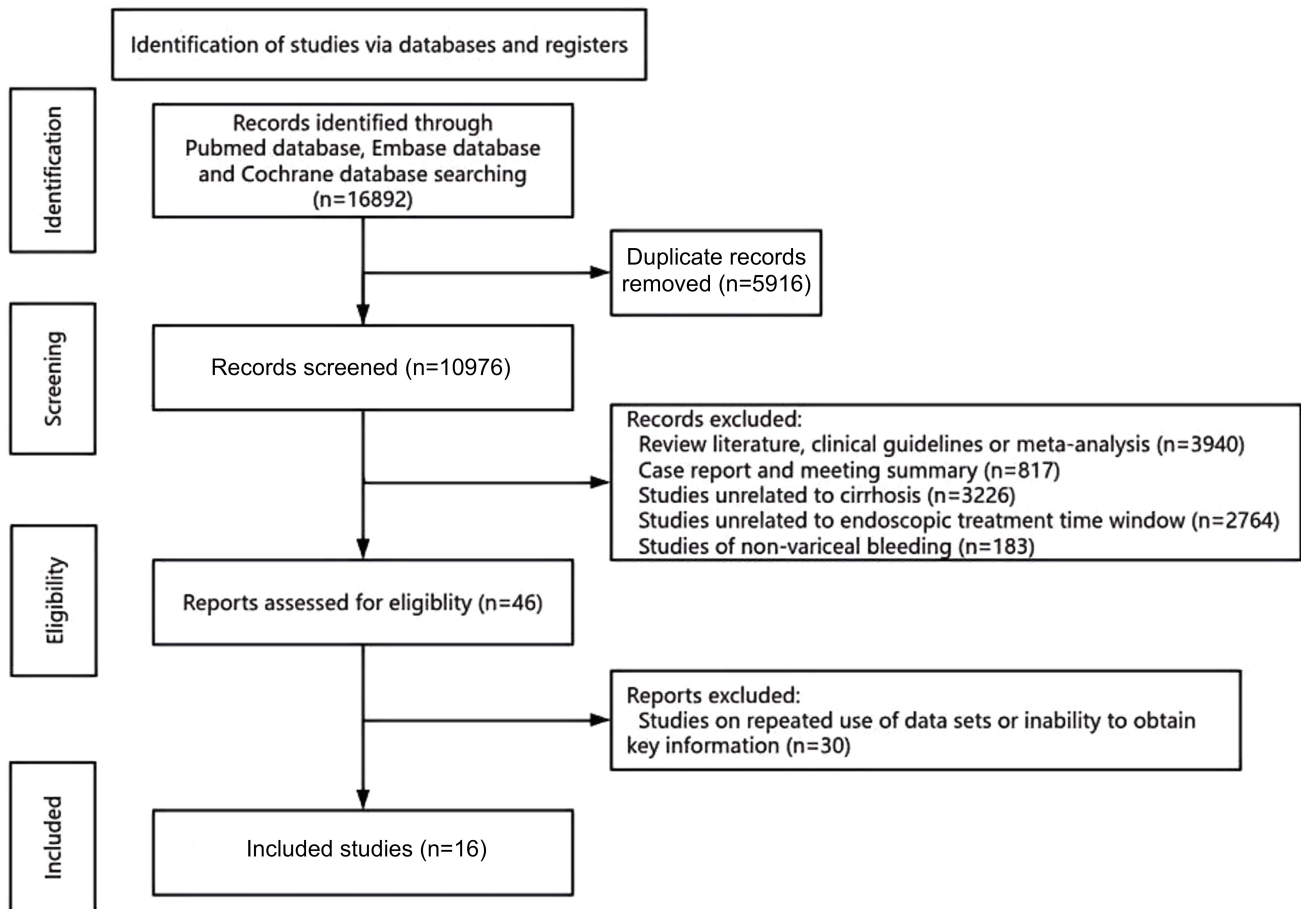 Identification of studies via databases and registers
Identification
Records identified through
Pubmed database, Embase database
and Cochrane database searching
(n=16892)
Duplicate records
removed (n=5916)
Screening
Records screened (n=10976)
Records excluded:
Review literature, clinical guidelines or meta-analysis (n=3940)
Case report and meeting summary (n=817)
Studies unrelated to cirrhosis (n=3226)
Studies unrelated to endoscopic treatment time window (n=2764)
Studies of non-variceal bleeding (n=183)
Eligibility
Reports assessed for eligiblity (n=46)
Reports excluded:
Studies on repeated use of data sets or inability to obtain
key information (n=30)
Included
Included studies (n=16)